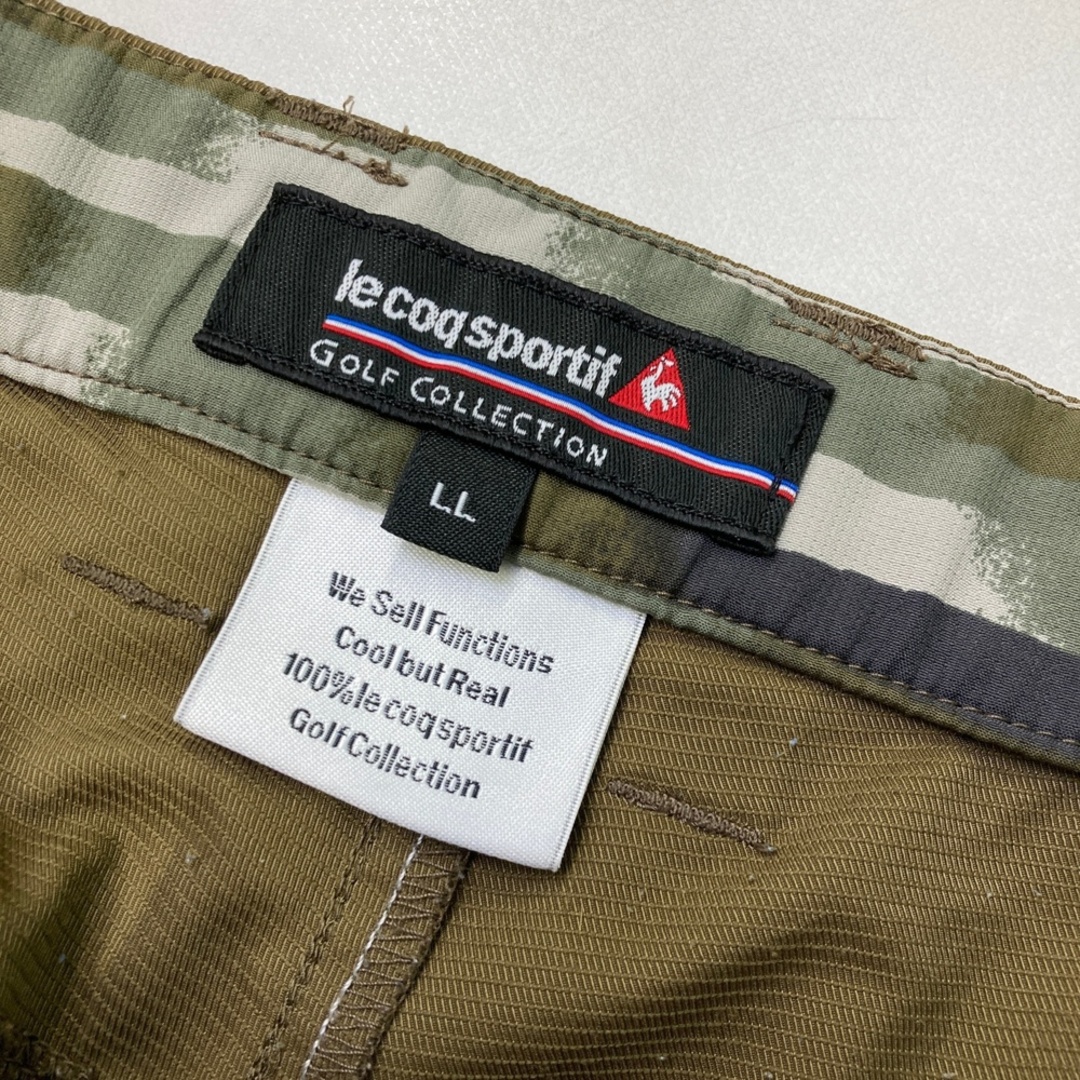 le coq sportif
GOLF COLLECTION
LL
We Sell Functions
Cool but Real
100% le coq sportif
Golf Collection